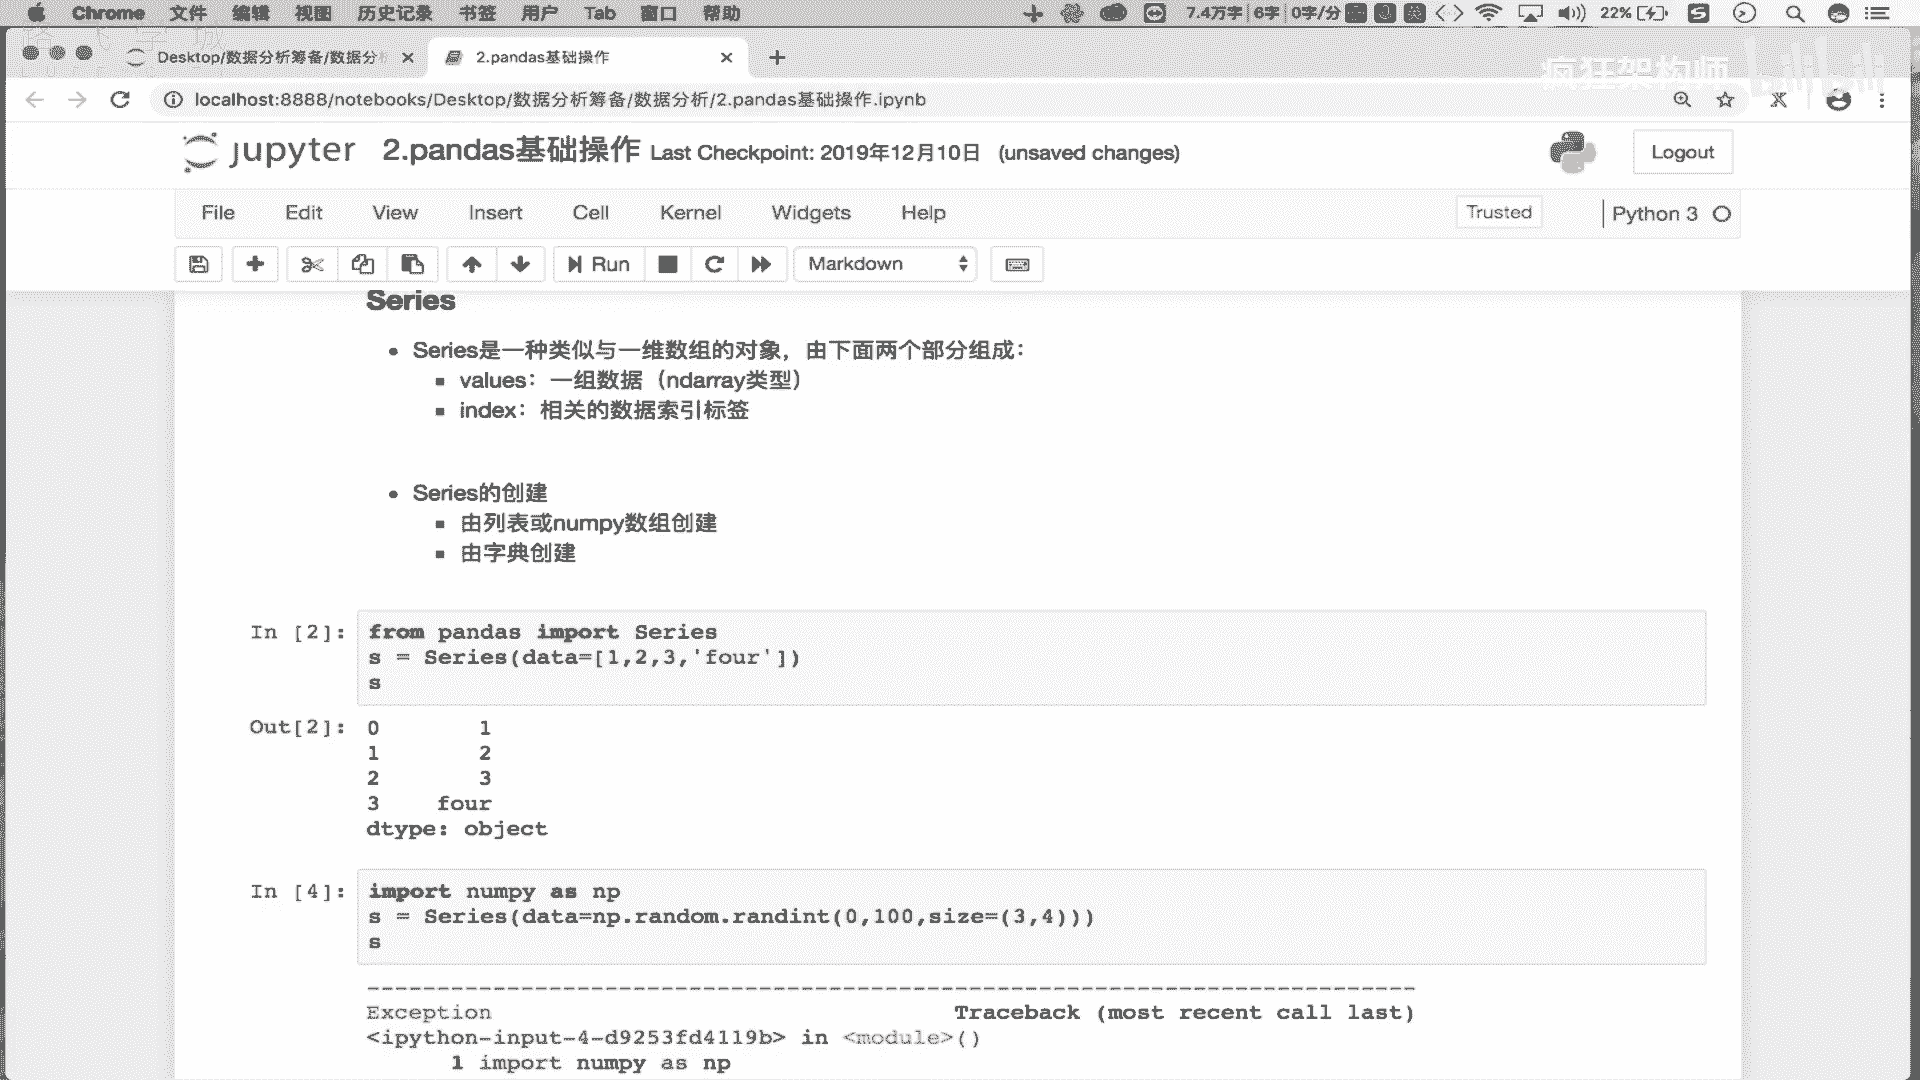 Chrome 文件 编辑 视图 历史记录 书签 用户 Tab 窗口 帮助 7.4万字 6字 0字/分 英 22%
Desktop/数据分析筹备/数据分析 2.pandas基础操作
疯狂架构师 bilibili
localhost:8888/notebooks/Desktop/数据分析筹备/数据分析/2.pandas基础操作.ipynb
jupyter 2.pandas基础操作 Last Checkpoint: 2019年12月10日 (unsaved changes) Logout
File Edit View Insert Cell Kernel Widgets Help Trusted Python 3
Run Markdown
Series
Series是一种类似与一维数组的对象，由下面两个部分组成：
values：一组数据（ndarray类型）
index：相关的数据索引标签
Series的创建
由列表或numpy数组创建
由字典创建
In [2]: from pandas import Series
s = Series(data=[1,2,3,'four'])
s
Out[2]: 0 1
1 2
2 3
3 four
dtype: object
In [4]: import numpy as np
s = Series(data=np.random.randint(0,100,size=(3,4)))
s
---------------------------------------------------------------------------
Exception Traceback (most recent call last)
<ipython-input-4-d9253fd4119b> in <module>()
1 import numpy as np